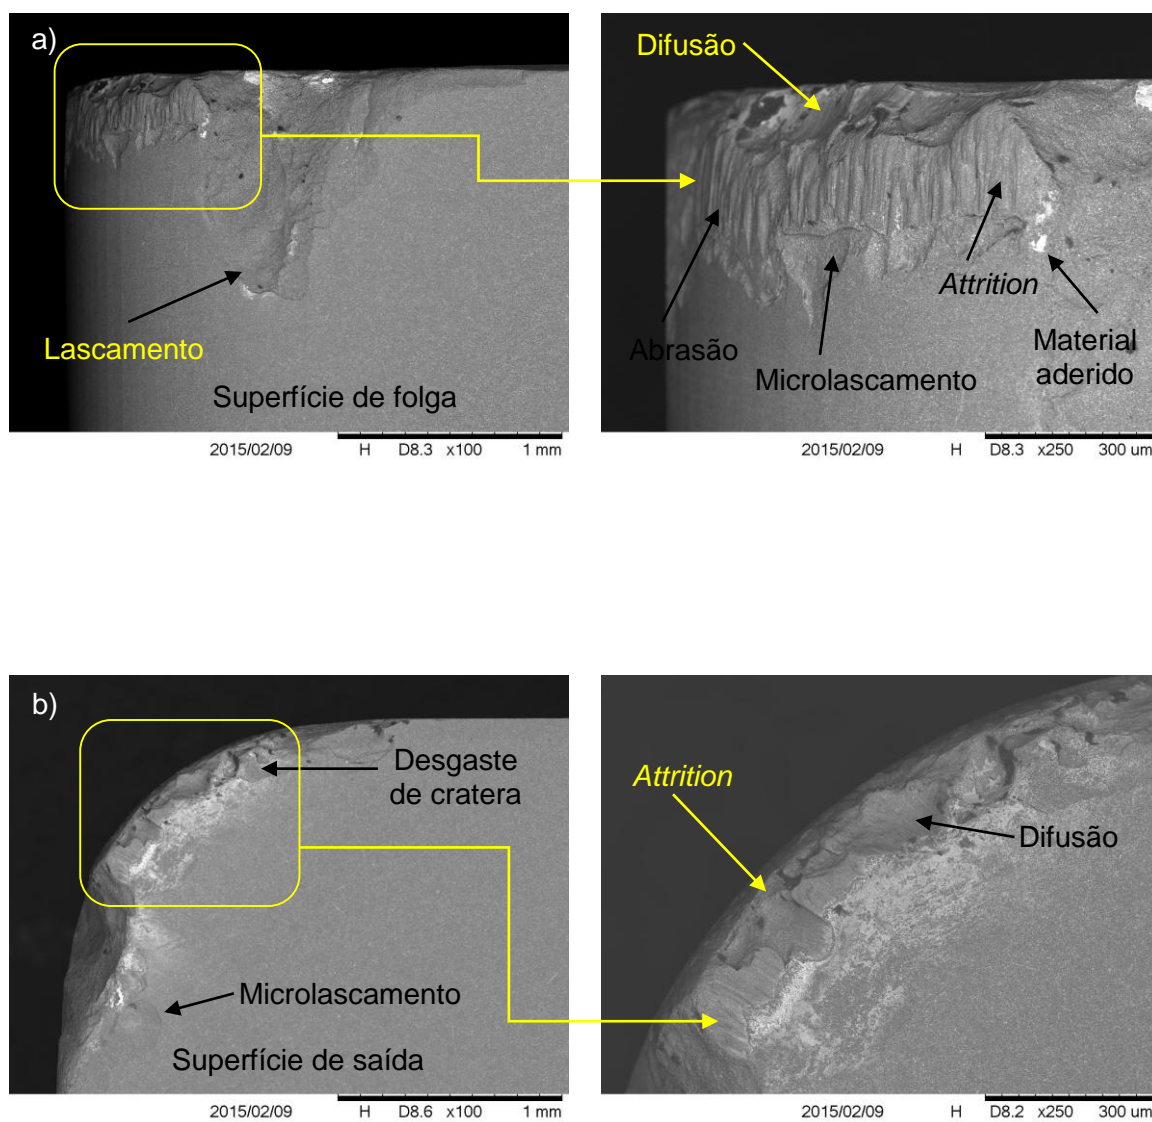 a)
Lascamento
Superfície de folga
2015/02/09 H D8.3 x100 1 mm
Difusão
Attrition
Abrasão
Microlascamento
Material
aderido
2015/02/09 H D8.3 x250 300 um
b)
Desgaste
de cratera
Microlascamento
Superfície de saída
2015/02/09 H D8.6 x100 1 mm
Attrition
Difusão
2015/02/09 H D8.2 x250 300 um